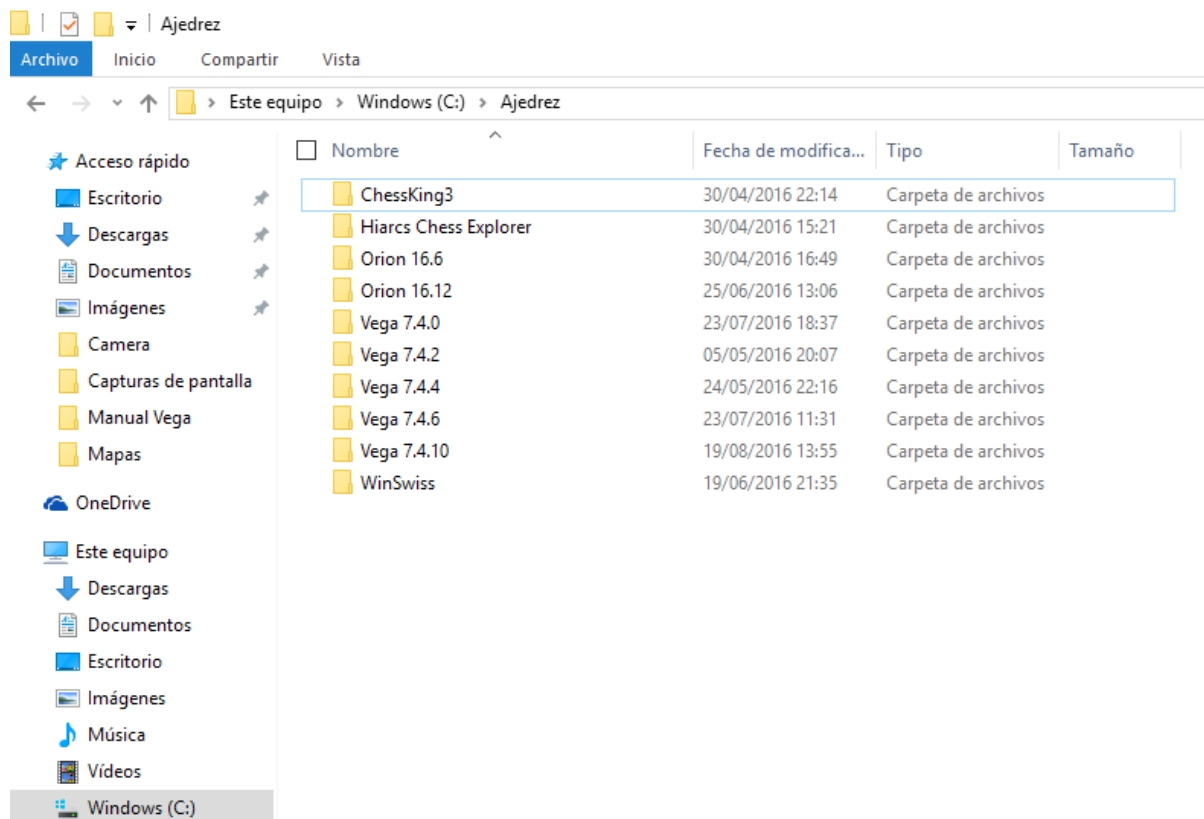 Ajedrez
Archivo Inicio Compartir Vista
Este equipo > Windows (C:) > Ajedrez
Acceso rápido
Escritorio
Descargas
Documentos
Imágenes
Camera
Capturas de pantalla
Manual Vega
Mapas
OneDrive
Este equipo
Descargas
Documentos
Escritorio
Imágenes
Música
Vídeos
Windows (C:)
Nombre Fecha de modifica... Tipo Tamaño
ChessKing3 30/04/2016 22:14 Carpeta de archivos
Hiarcs Chess Explorer 30/04/2016 15:21 Carpeta de archivos
Orion 16.6 30/04/2016 16:49 Carpeta de archivos
Orion 16.12 25/06/2016 13:06 Carpeta de archivos
Vega 7.4.0 23/07/2016 18:37 Carpeta de archivos
Vega 7.4.2 05/05/2016 20:07 Carpeta de archivos
Vega 7.4.4 24/05/2016 22:16 Carpeta de archivos
Vega 7.4.6 23/07/2016 11:31 Carpeta de archivos
Vega 7.4.10 19/08/2016 13:55 Carpeta de archivos
WinSwiss 19/06/2016 21:35 Carpeta de archivos